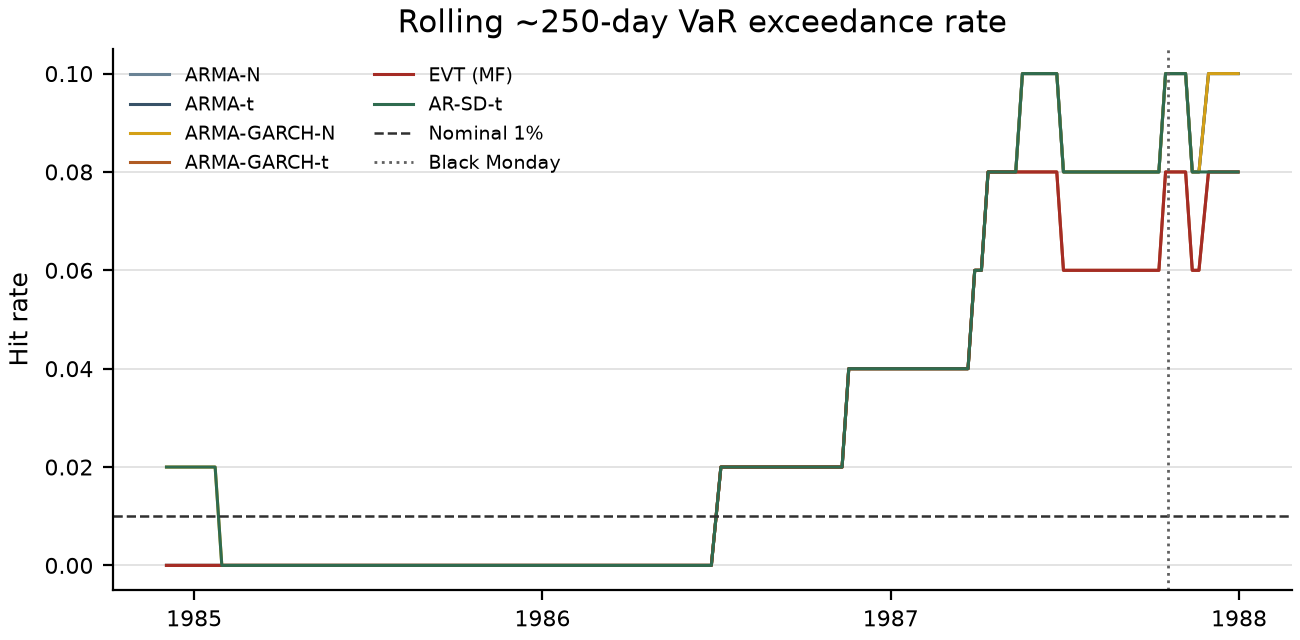 Rolling ~250-day VaR exceedance rate
ARMA-N
ARMA-t
ARMA-GARCH-N
ARMA-GARCH-t
EVT (MF)
AR-SD-t
Nominal 1%
Black Monday
Hit rate
0.10
0.08
0.06
0.04
0.02
0.00
1985
1986
1987
1988